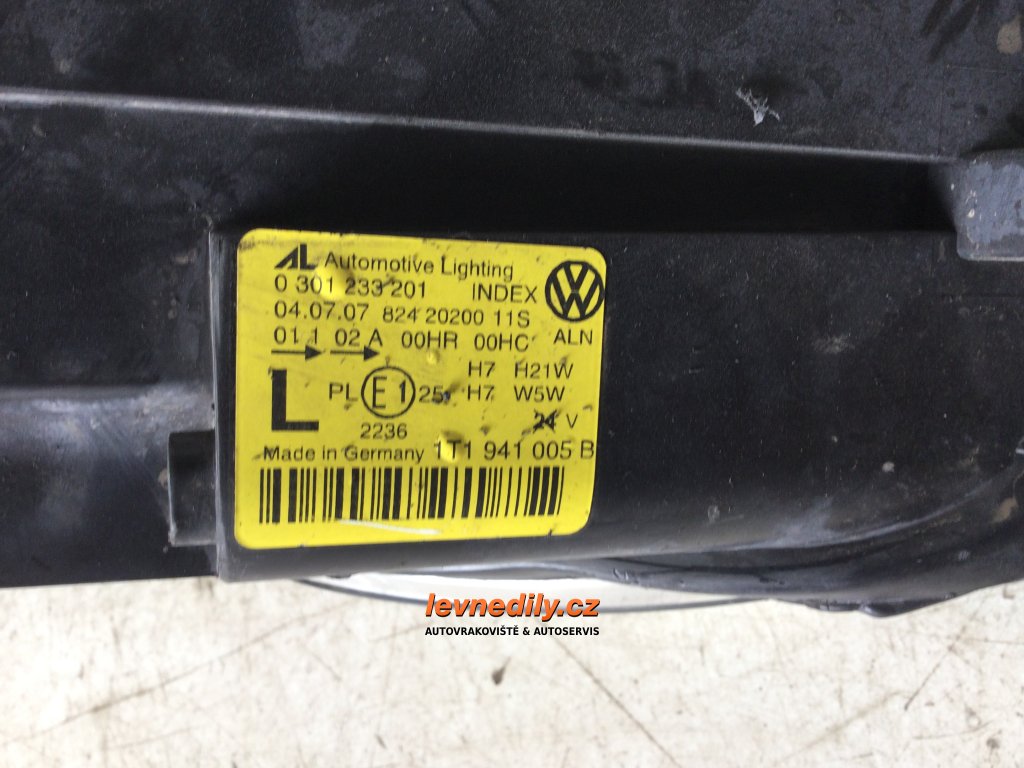 AL Automotive Lighting
0 301 233 201 INDEX
04.07.07 824 20200 11S
01 1 02 A 00HR 00HC ALN
H7 H21W
L PL E1 25 H7 W5W
24 V
2236
Made in Germany 1T1 941 005 B
levnedily.cz
AUTOVRAKOVIŠTĚ & AUTOSERVIS